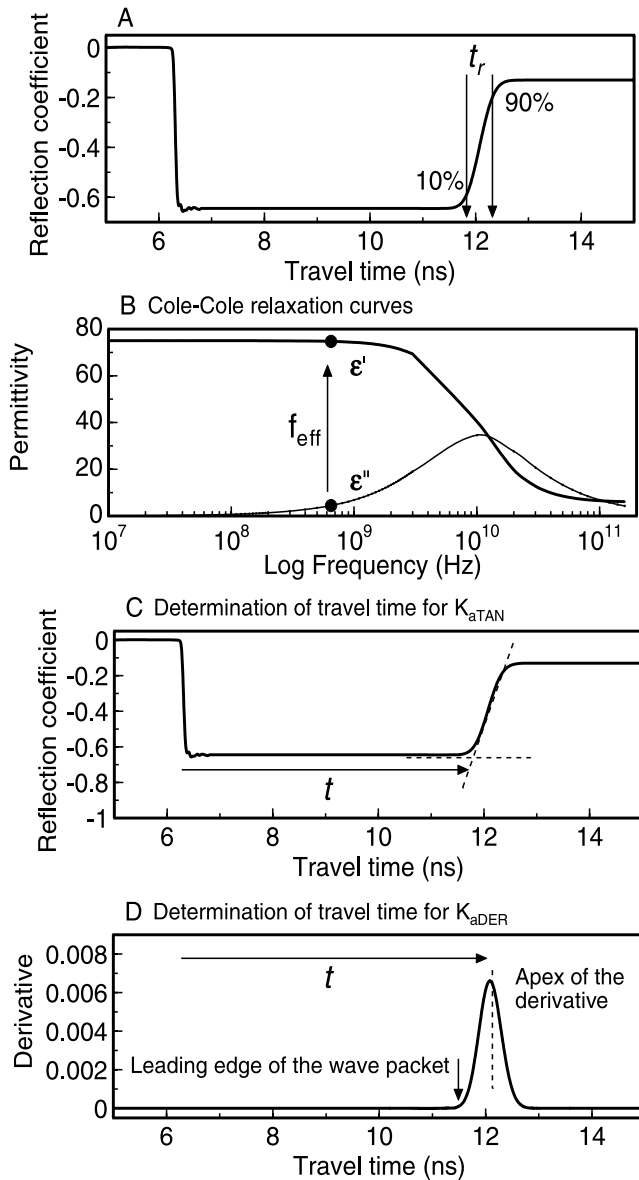 A
0
-0.2
-0.4
-0.6
Reflection coefficient
t_r
90%
10%
6 8 10 12 14
Travel time (ns)
B Cole-Cole relaxation curves
80
60
40
20
0
Permittivity
ε'
f_eff
ε"
10^7 10^8 10^9 10^10 10^11
Log Frequency (Hz)
C Determination of travel time for K_aTAN
0
-0.2
-0.4
-0.6
-0.8
-1
Reflection coefficient
t
6 8 10 12 14
Travel time (ns)
D Determination of travel time for K_aDER
0.008
0.006
0.004
0.002
0
Derivative
t
Apex of the
derivative
Leading edge of the wave packet
6 8 10 12 14
Travel time (ns)